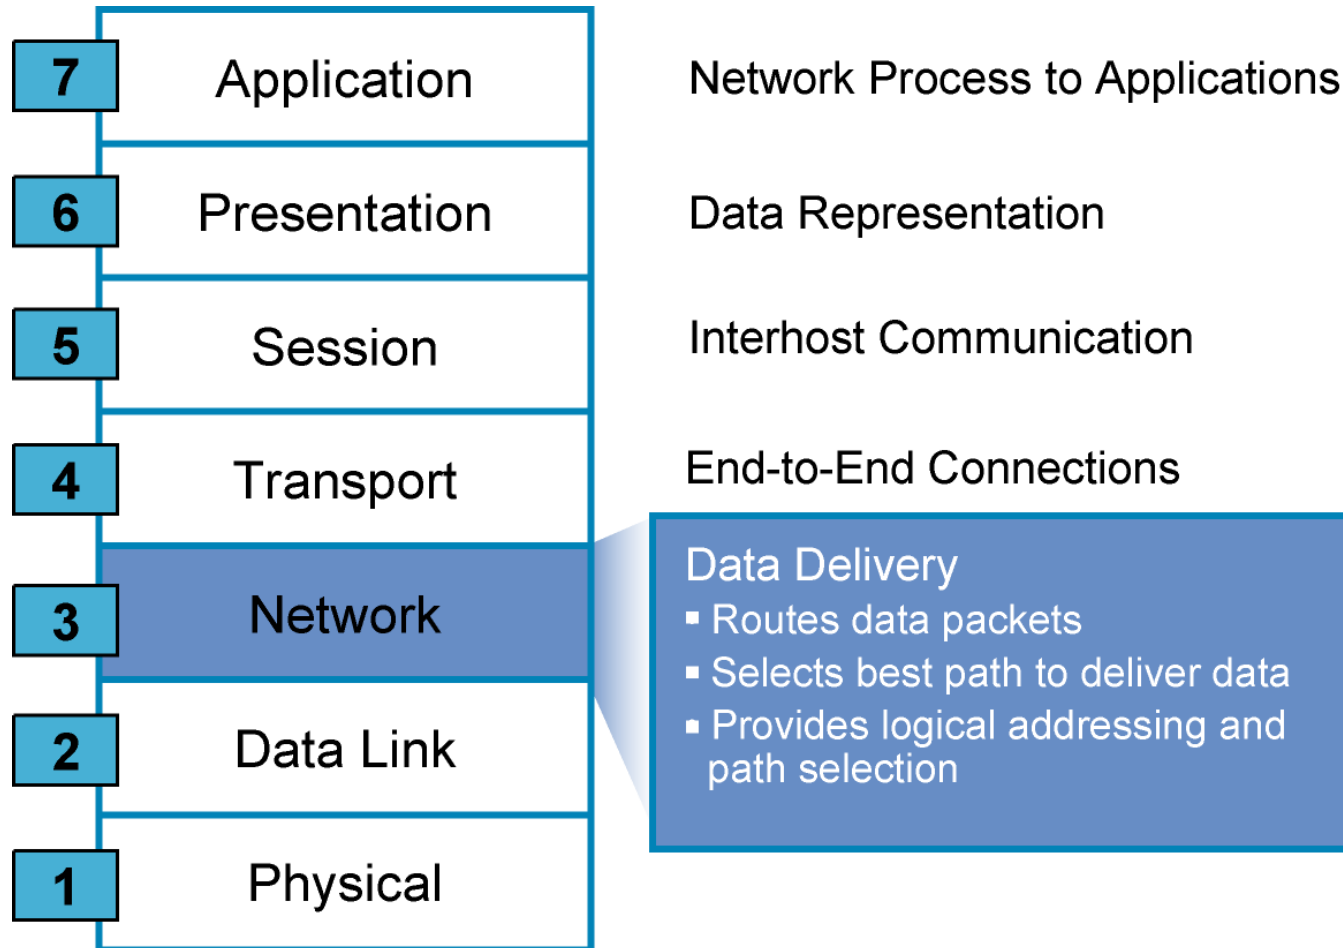 7 Application Network Process to Applications
6 Presentation Data Representation
5 Session Interhost Communication
4 Transport End-to-End Connections
3 Network
Data Delivery
▪ Routes data packets
▪ Selects best path to deliver data
▪ Provides logical addressing and
path selection
2 Data Link
1 Physical